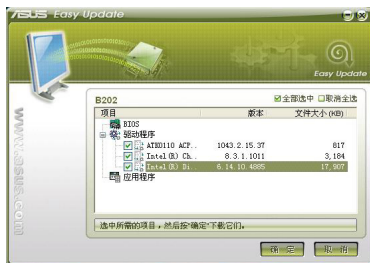 ASUS Easy Update
Easy Update
B202
全部选中 取消全选
项目 版本 文件大小 (KB)
BIOS
驱动程序
ATK0110 ACP.. 1043.2.15.37 817
Intel(R) Ch.. 8.3.1.1011 3,184
Intel(R) Di.. 6.14.10.4885 17,907
应用程序
选中所需的项目，然后按"确定"下载它们。
确 定 取 消
www.asus.com